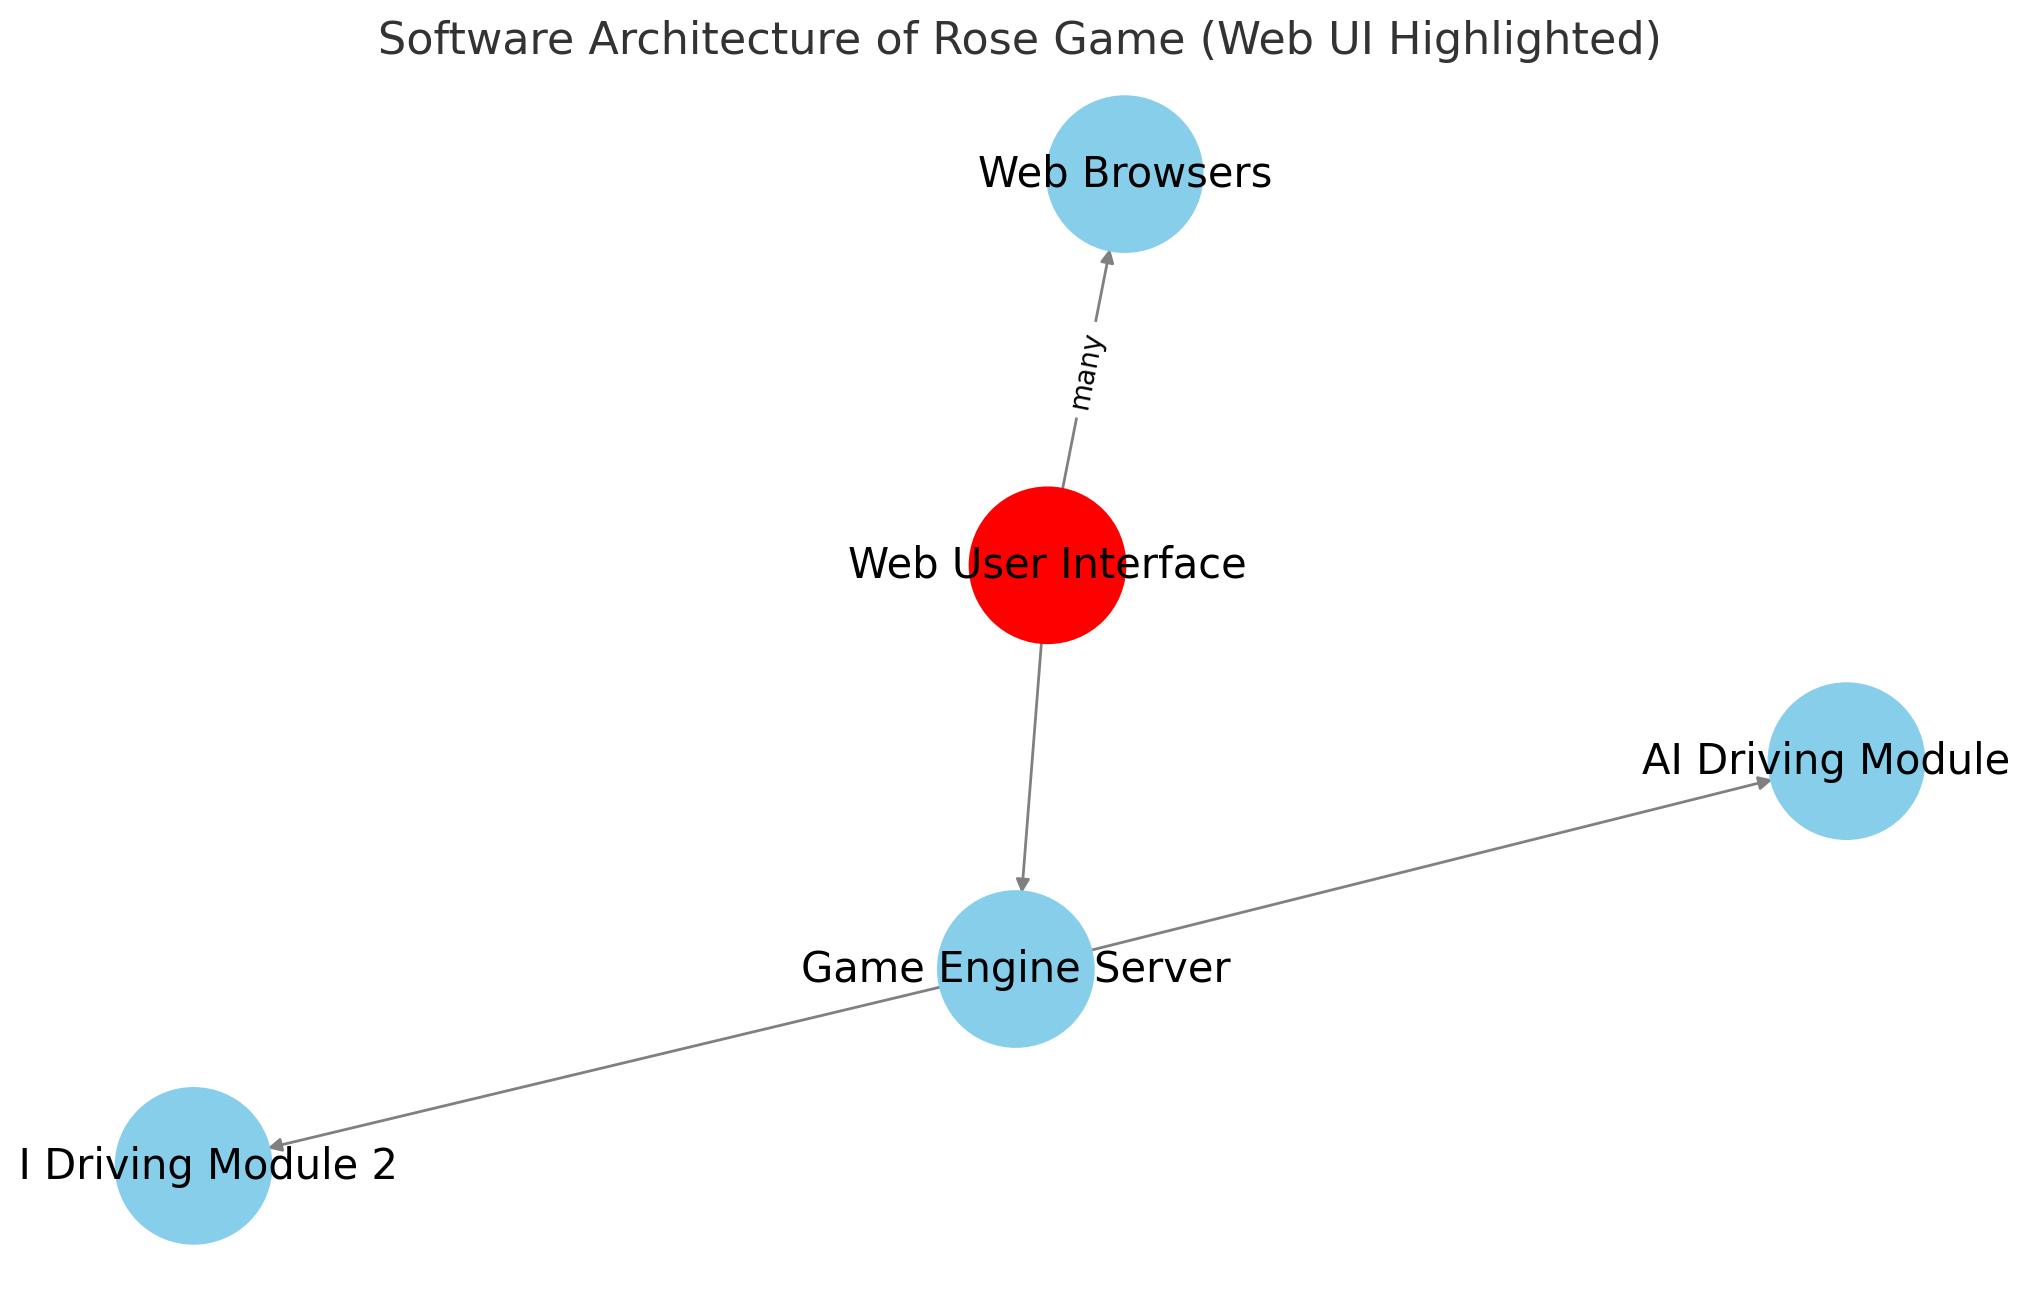 Software Architecture of Rose Game (Web UI Highlighted)
Web Browsers
many
Web User Interface
AI Driving Module
Game Engine Server
I Driving Module 2